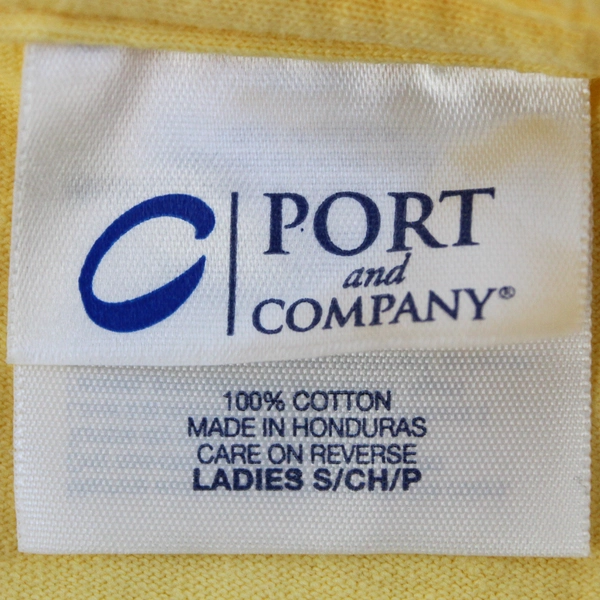 PORT
and
COMPANY®
100% COTTON
MADE IN HONDURAS
CARE ON REVERSE
LADIES S/CH/P